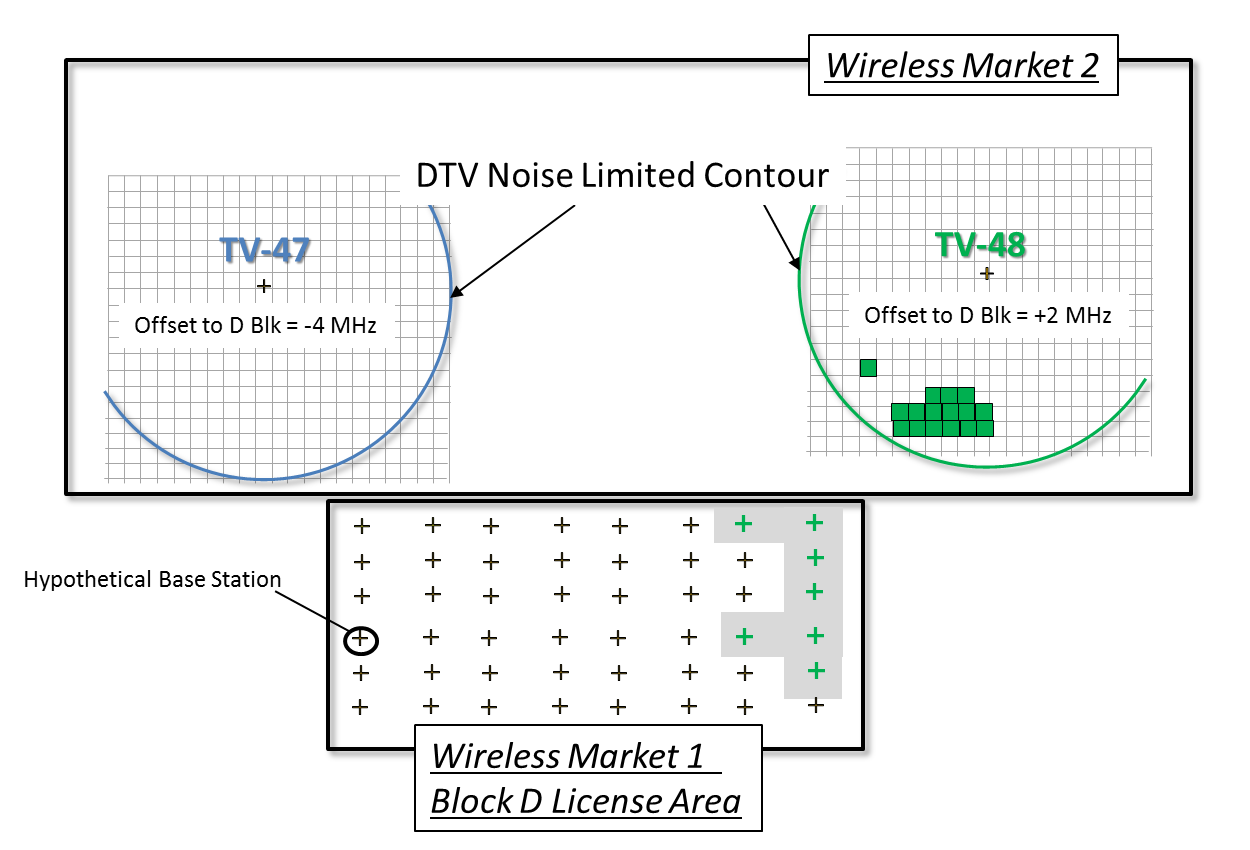 Wireless Market 2
DTV Noise Limited Contour
TV-47
Offset to D Blk = -4 MHz
TV-48
Offset to D Blk = +2 MHz
Hypothetical Base Station
Wireless Market 1
Block D License Area